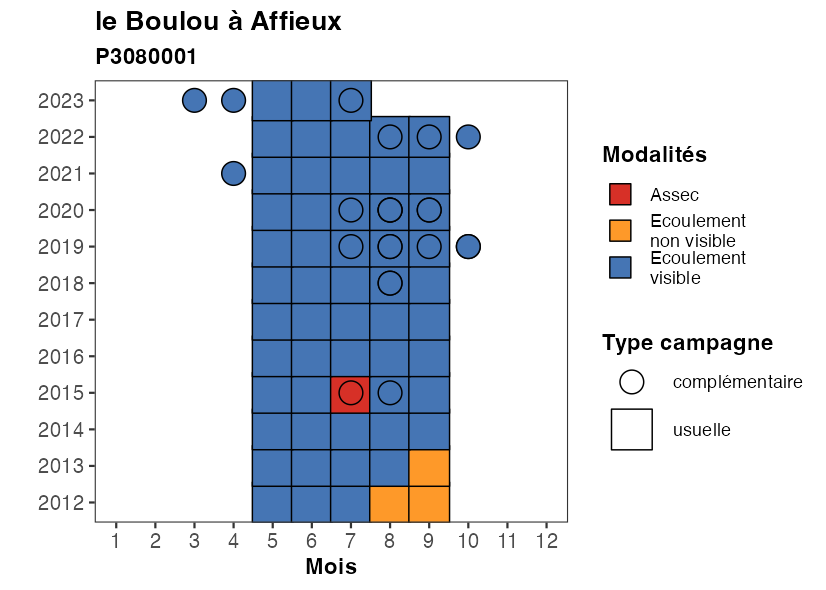 le Boulou à Affieux
P3080001
2023
2022
2021
2020
2019
2018
2017
2016
2015
2014
2013
2012
1 2 3 4 5 6 7 8 9 10 11 12
Mois
Modalités
Assec
Ecoulement
non visible
Ecoulement
visible
Type campagne
complémentaire
usuelle